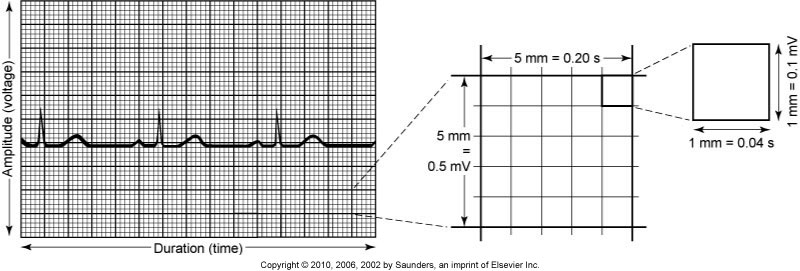 Amplitude (voltage)
Duration (time)
5 mm = 0.20 s
5 mm
=
0.5 mV
1 mm = 0.1 mV
1 mm = 0.04 s
Copyright © 2010, 2006, 2002 by Saunders, an imprint of Elsevier Inc.